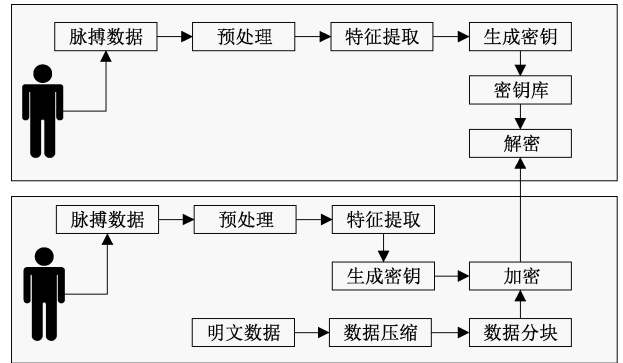 脉搏数据
预处理
特征提取
生成密钥
密钥库
解密
脉搏数据
预处理
特征提取
生成密钥
加密
明文数据
数据压缩
数据分块